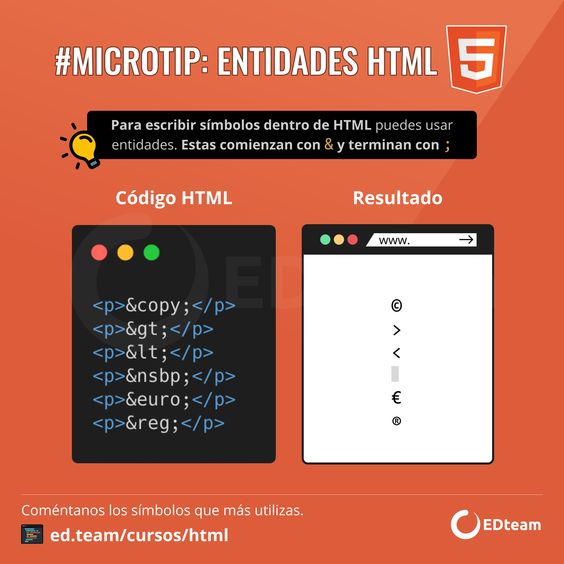 #MICROTIP: ENTIDADES HTML
5
Para escribir símbolos dentro de HTML puedes usar
entidades. Estas comienzan con & y terminan con ;
Código HTML
Resultado
<p>&copy;</p>
<p>&gt;</p>
<p>&lt;</p>
<p>&nsbp;</p>
<p>&euro;</p>
<p>&reg;</p>
www.
©
>
<
€
®
Coméntanos los símbolos que más utilizas.
ed.team/cursos/html
EDteam